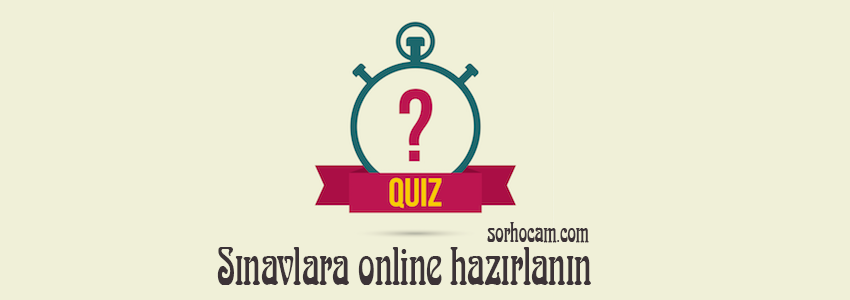 ?
QUIZ
sorhocam.com
Sınavlara online hazırlanın